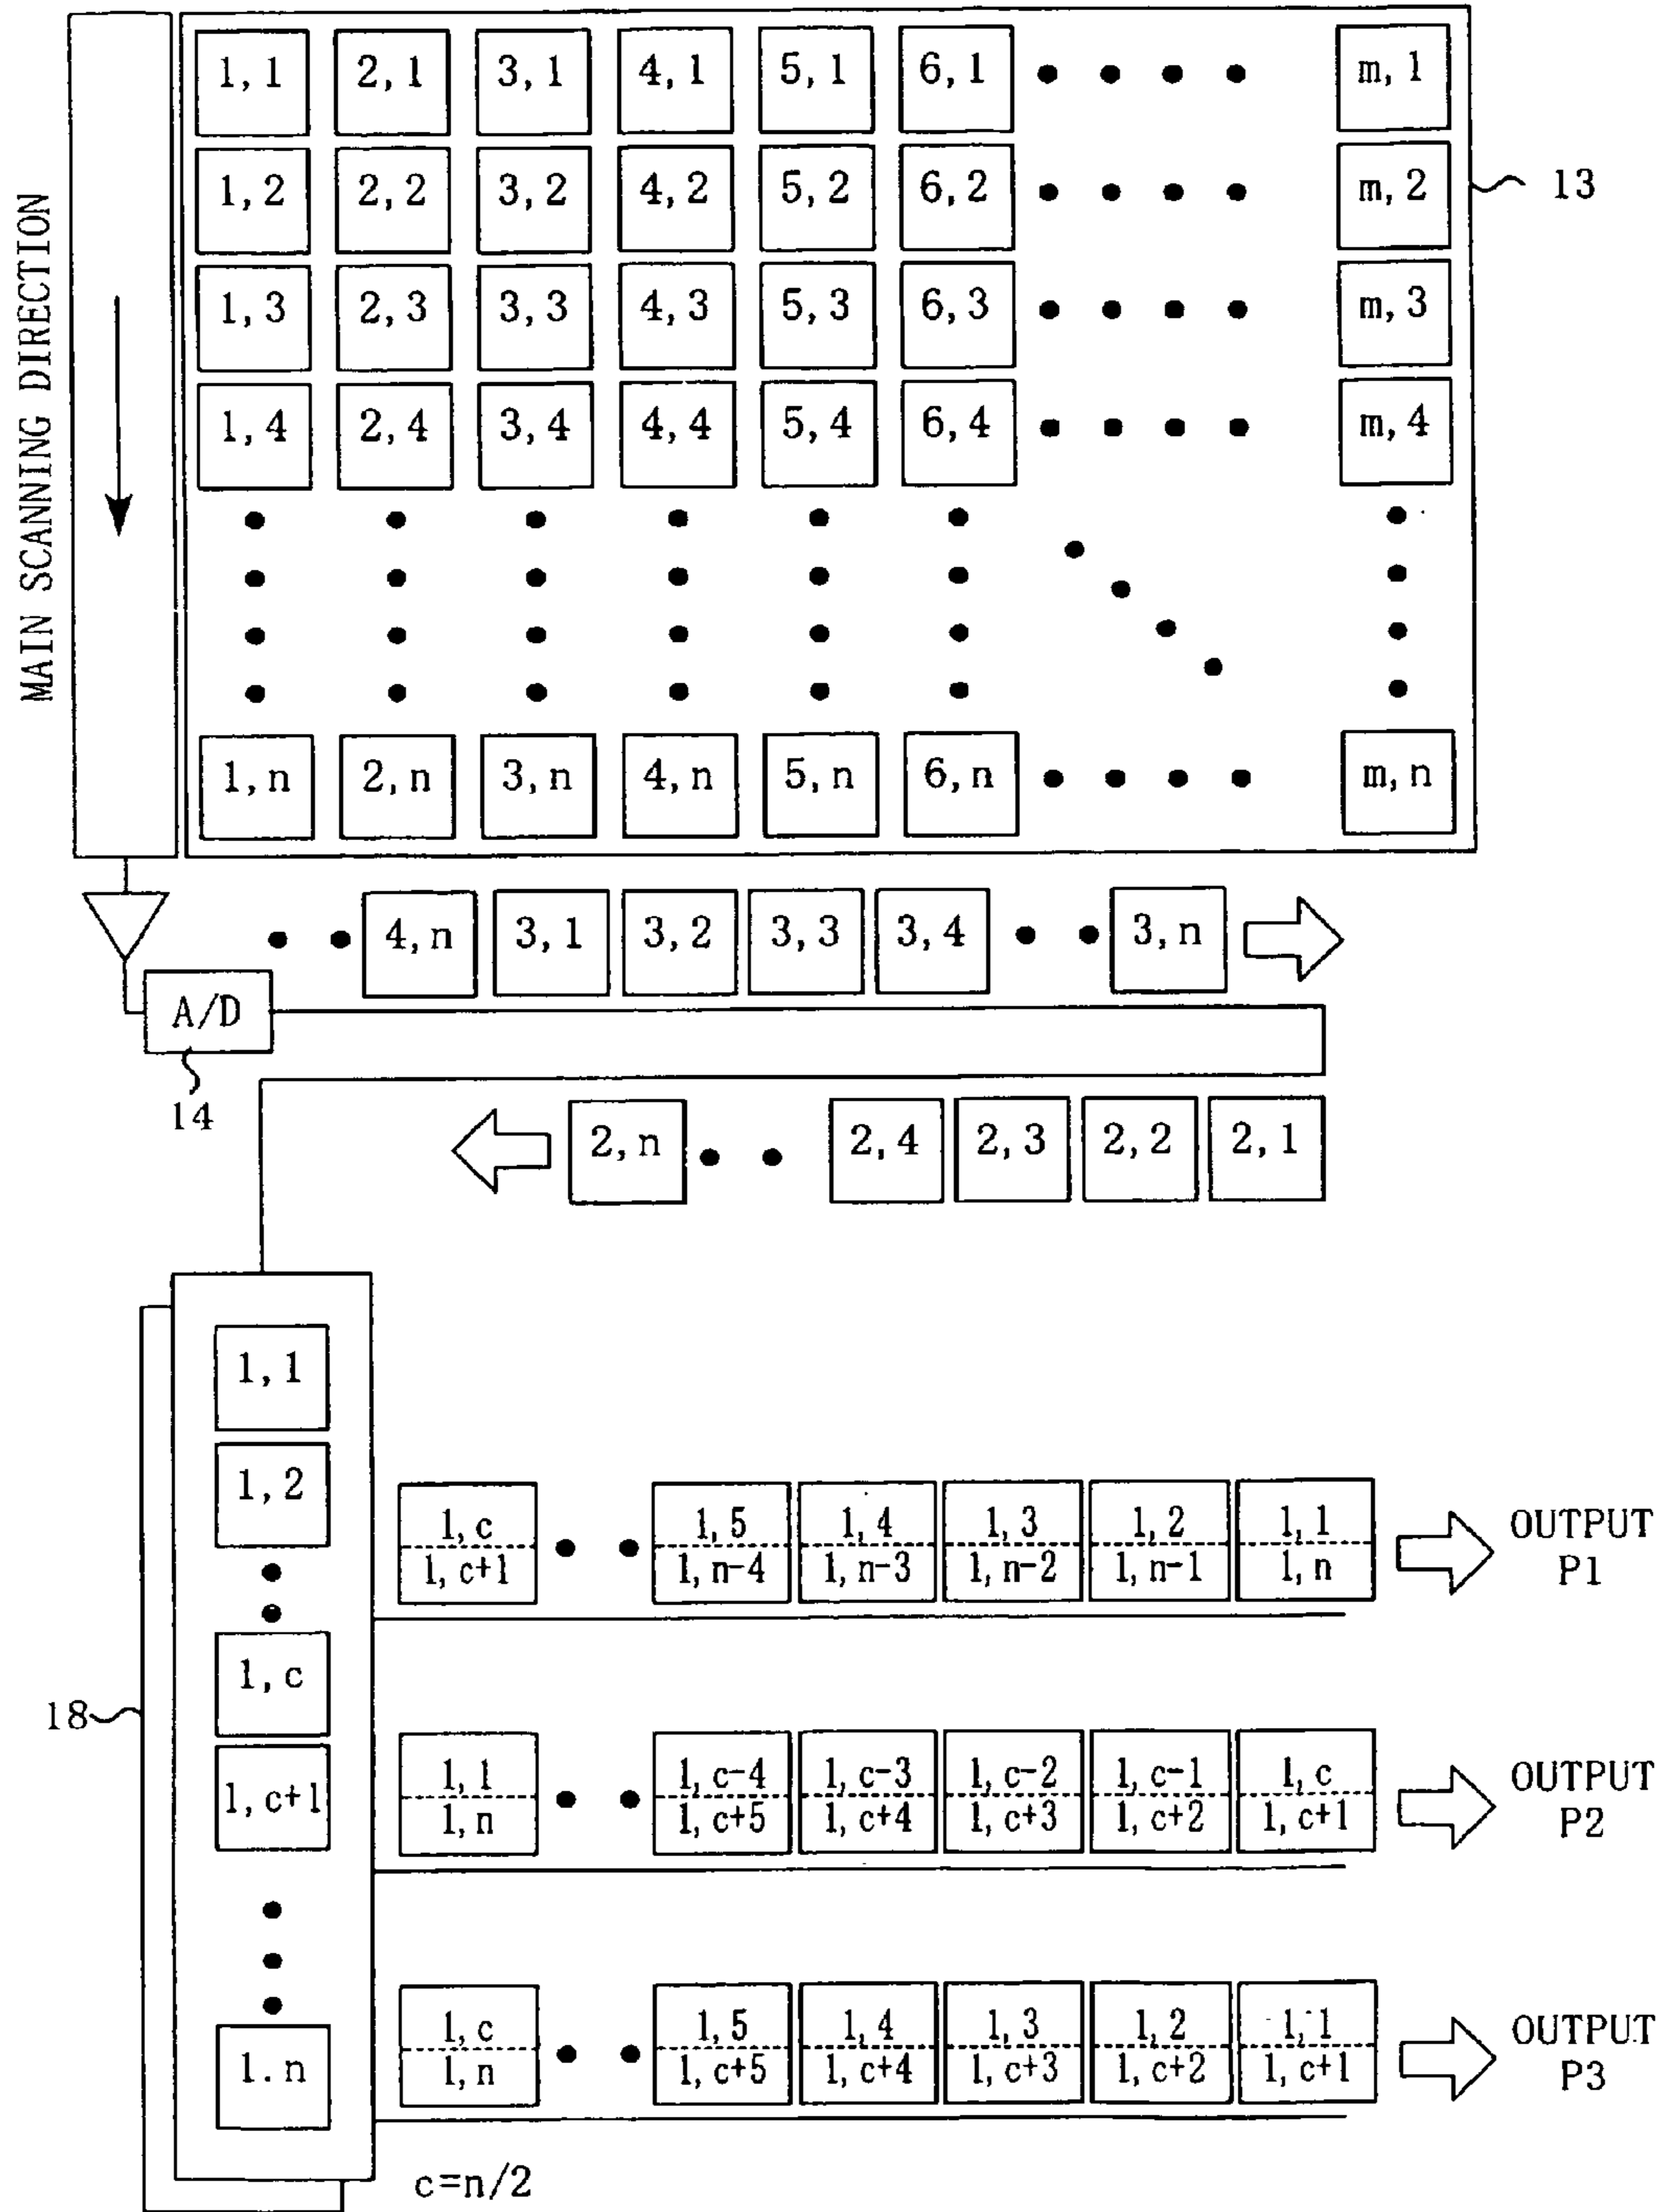 MAIN SCANNING DIRECTION
1, 1 2, 1 3, 1 4, 1 5, 1 6, 1 m, 1
1, 2 2, 2 3, 2 4, 2 5, 2 6, 2 m, 2
13
1, 3 2, 3 3, 3 4, 3 5, 3 6, 3 m, 3
1, 4 2, 4 3, 4 4, 4 5, 4 6, 4 m, 4
1, n 2, n 3, n 4, n 5, n 6, n m, n
4, n 3, 1 3, 2 3, 3 3, 4 3, n
A/D
14
2, n 2, 4 2, 3 2, 2 2, 1
1, 1
1, 2
1, c
1, c+1
1. n
18
1, c 1, 5 1, 4 1, 3 1, 2 1, 1
1, c+1 1, n-4 1, n-3 1, n-2 1, n-1 1, n
OUTPUT
P1
1, 1 1, c-4 1, c-3 1, c-2 1, c-1 1, c
1, n 1, c+5 1, c+4 1, c+3 1, c+2 1, c+1
OUTPUT
P2
1, c 1, 5 1, 4 1, 3 1, 2 1, 1
1, n 1, c+5 1, c+4 1, c+3 1, c+2 1, c+1
OUTPUT
P3
c=n/2